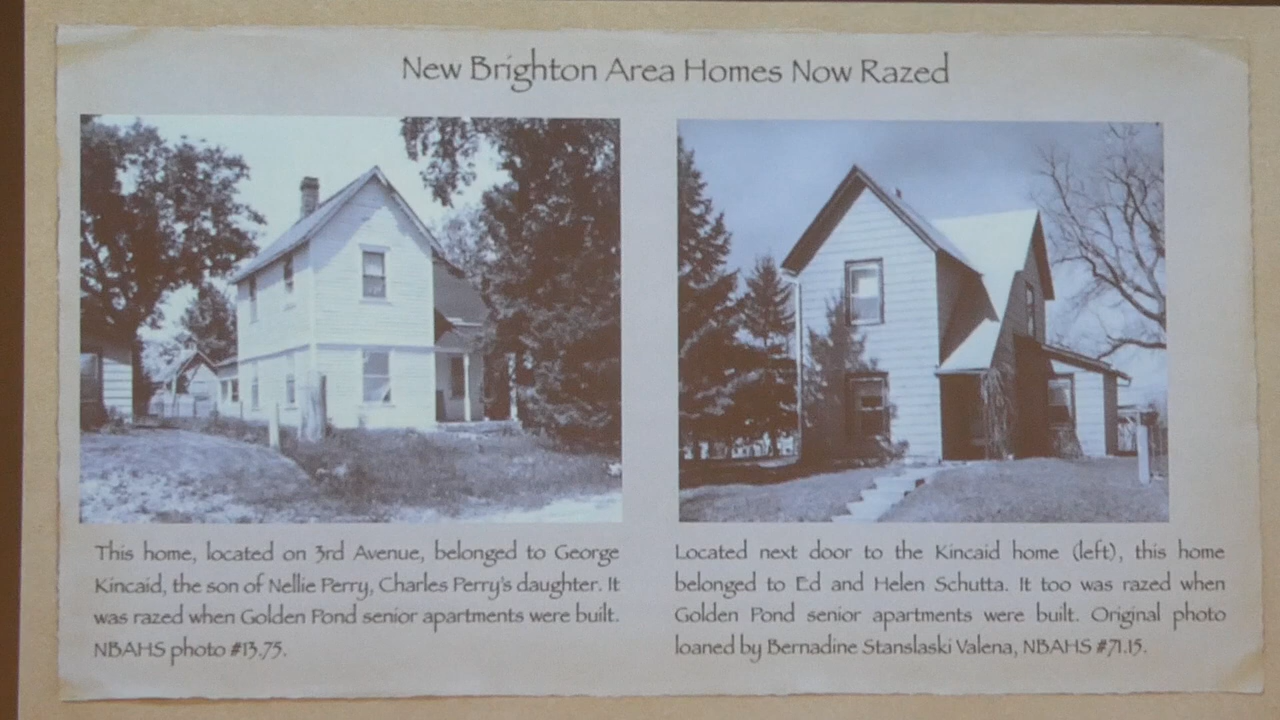 New Brighton Area Homes Now Razed
This home, located on 3rd Avenue, belonged to George
Kincaid, the son of Nellie Perry, Charles Perry's daughter. It
was razed when Golden Pond senior apartments were built.
NBAHS photo #13.75.
Located next door to the Kincaid home (left), this home
belonged to Ed and Helen Schutta. It too was razed when
Golden Pond senior apartments were built. Original photo
loaned by Bernadine Stanslaski Valena, NBAHS #71.15.